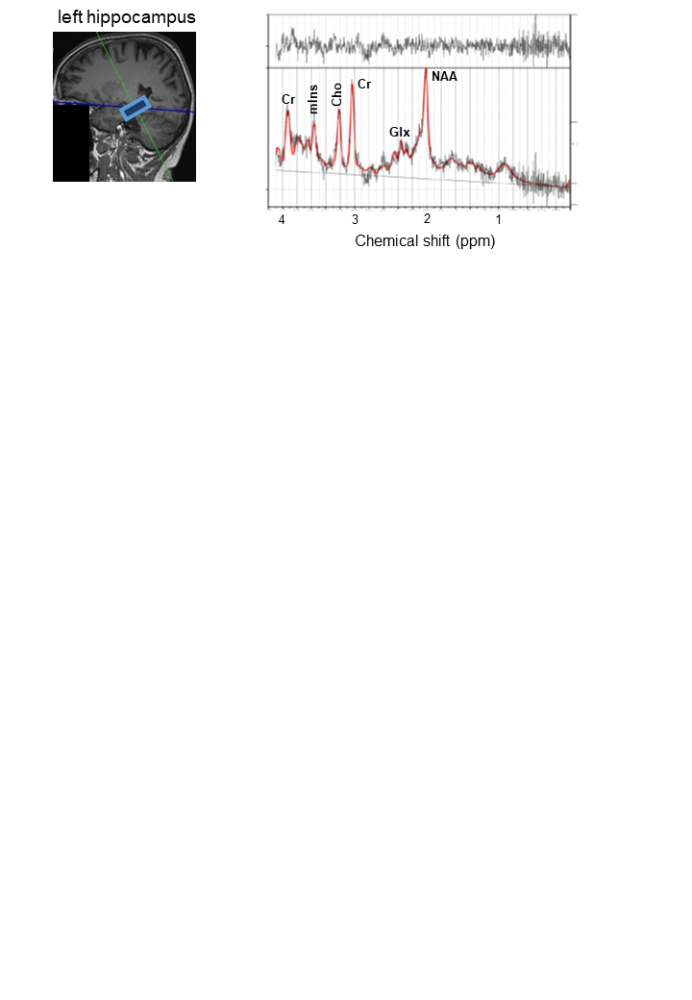 left hippocampus
Cr
mIns
Cho
Cr
Glx
NAA
4
3
2
1
Chemical shift (ppm)